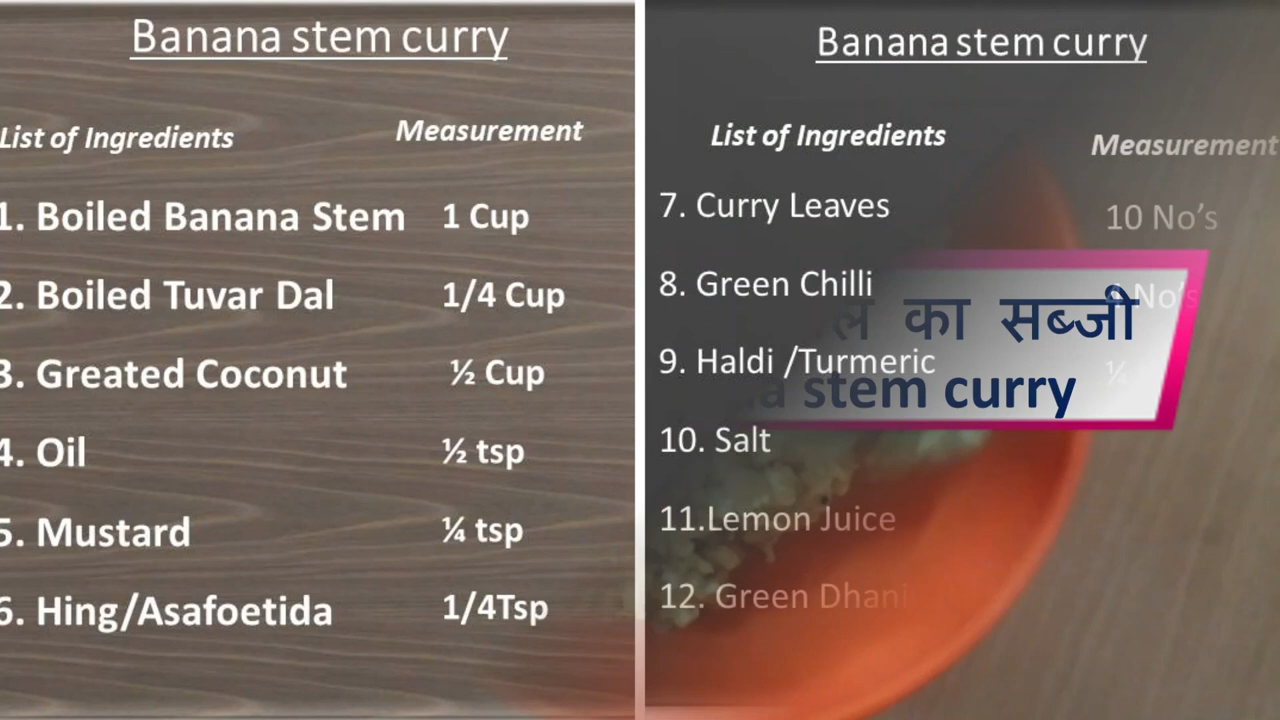 Banana stem curry
List of Ingredients Measurement
1. Boiled Banana Stem 1 Cup
2. Boiled Tuvar Dal 1/4 Cup
3. Greated Coconut ½ Cup
4. Oil ½ tsp
5. Mustard ¼ tsp
6. Hing/Asafoetida 1/4Tsp
Banana stem curry
List of Ingredients Measurement
7. Curry Leaves 10 No's
8. Green Chilli No's
का सब्जी
9. Haldi /Turmeric ¼
stem curry
10. Salt
11.Lemon Juice
12. Green Dhani